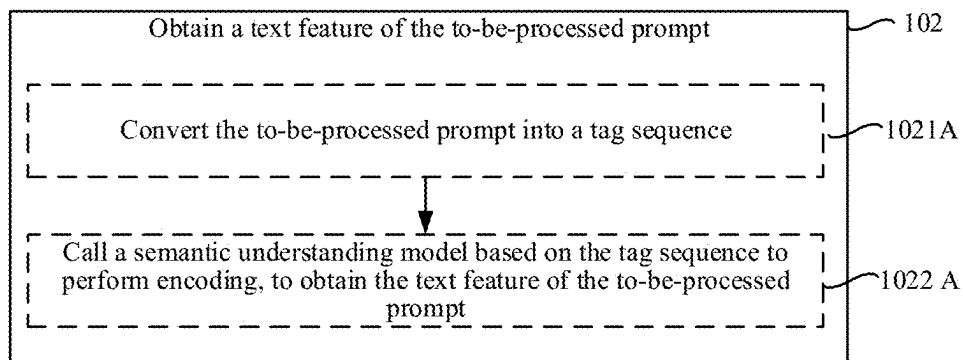 Obtain a text feature of the to-be-processed prompt
102
Convert the to-be-processed prompt into a tag sequence
1021A
Call a semantic understanding model based on the tag sequence to
perform encoding, to obtain the text feature of the to-be-processed
prompt
1022 A